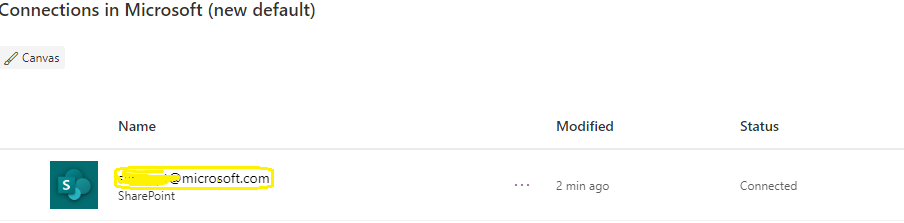 Connections in Microsoft (new default)
Canvas
Name Modified Status
@microsoft.com ... 2 min ago Connected
SharePoint